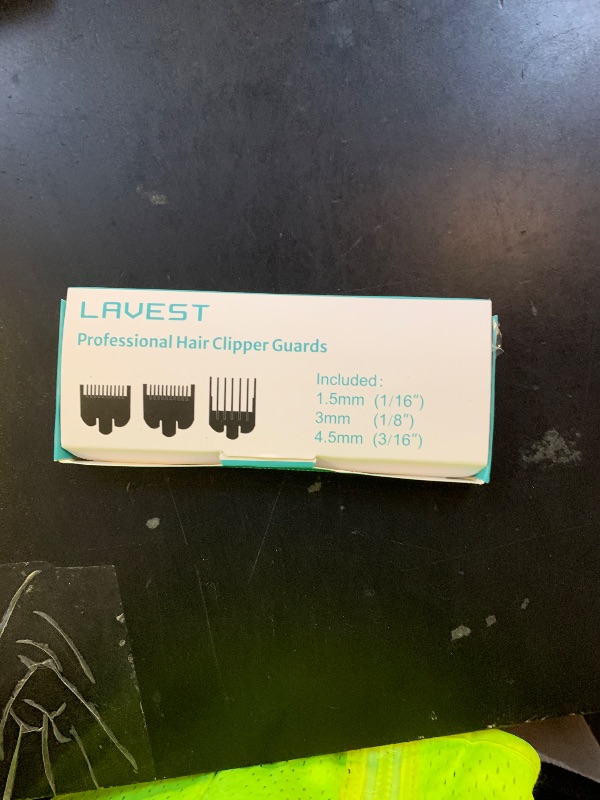 LAVEST
Professional Hair Clipper Guards
Included:
1.5mm (1/16")
3mm (1/8")
4.5mm (3/16")